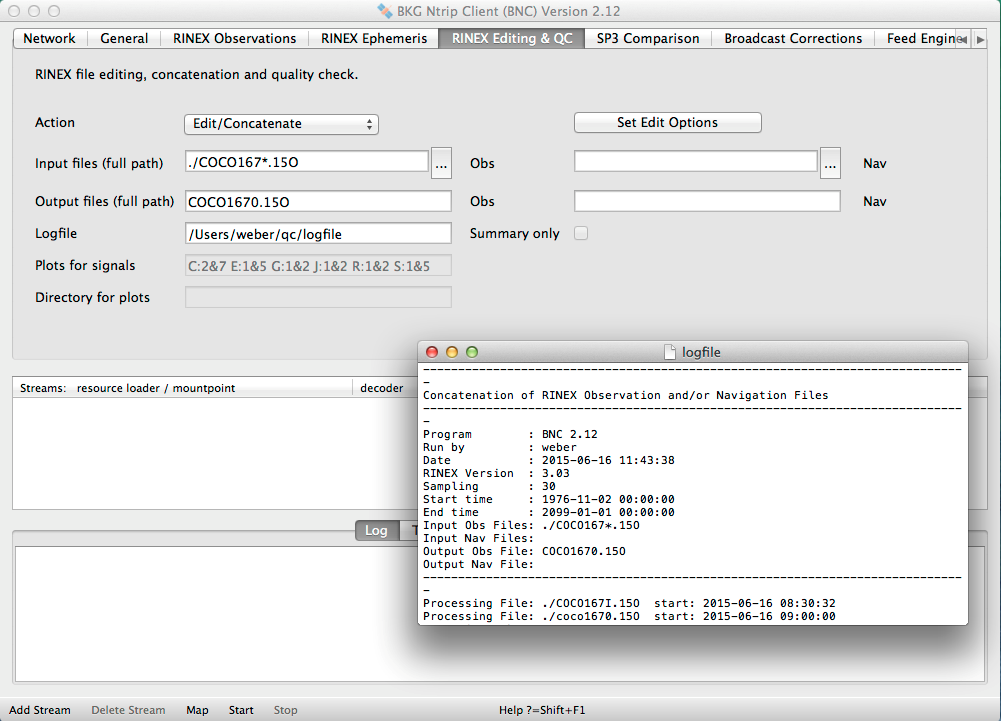 BKG Ntrip Client (BNC) Version 2.12
Network General RINEX Observations RINEX Ephemeris RINEX Editing & QC SP3 Comparison Broadcast Corrections Feed Engine
RINEX file editing, concatenation and quality check.
Action Edit/Concatenate Set Edit Options
Input files (full path) ./COCO167*.15O ... Obs ... Nav
Output files (full path) COCO1670.15O Obs Nav
Logfile /Users/weber/qc/logfile Summary only
Plots for signals C:2&7 E:1&5 G:1&2 J:1&2 R:1&2 S:1&5
Directory for plots
Streams: resource loader / mountpoint decoder
Log T
logfile
--------------------------------------------------------------------------------
-
Concatenation of RINEX Observation and/or Navigation Files
--------------------------------------------------------------------------------
-
Program : BNC 2.12
Run by : weber
Date : 2015-06-16 11:43:38
RINEX Version : 3.03
Sampling : 30
Start time : 1976-11-02 00:00:00
End time : 2099-01-01 00:00:00
Input Obs Files: ./COCO167*.15O
Input Nav Files:
Output Obs File: COCO1670.15O
Output Nav File:
--------------------------------------------------------------------------------
-
Processing File: ./COCO167I.15O start: 2015-06-16 08:30:32
Processing File: ./coco1670.15O start: 2015-06-16 09:00:00
Add Stream Delete Stream Map Start Stop Help ?=Shift+F1